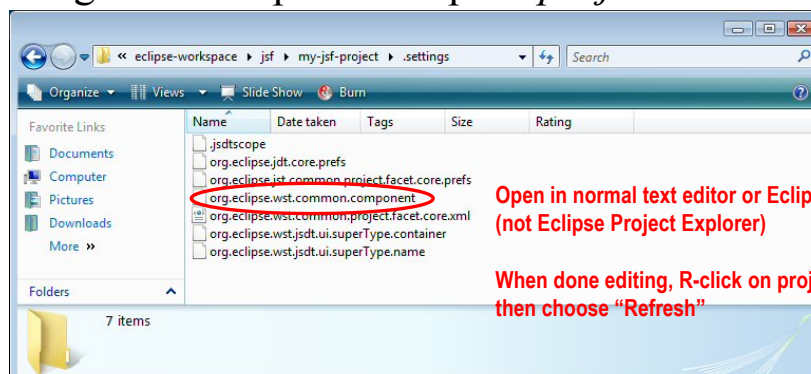 « eclipse-workspace ▸ jsf ▸ my-jsf-project ▸ .settings
Search
Organize Views Slide Show Burn
Favorite Links
Documents
Computer
Pictures
Downloads
More »
Folders
Name Date taken Tags Size Rating
.jsdtscope
org.eclipse.jdt.core.prefs
org.eclipse.jst.common.project.facet.core.prefs
org.eclipse.wst.common.component
org.eclipse.wst.common.project.facet.core.xml
org.eclipse.wst.jsdt.ui.superType.container
org.eclipse.wst.jsdt.ui.superType.name
Open in normal text editor or Eclip
(not Eclipse Project Explorer)
When done editing, R-click on proj
then choose “Refresh”
7 items